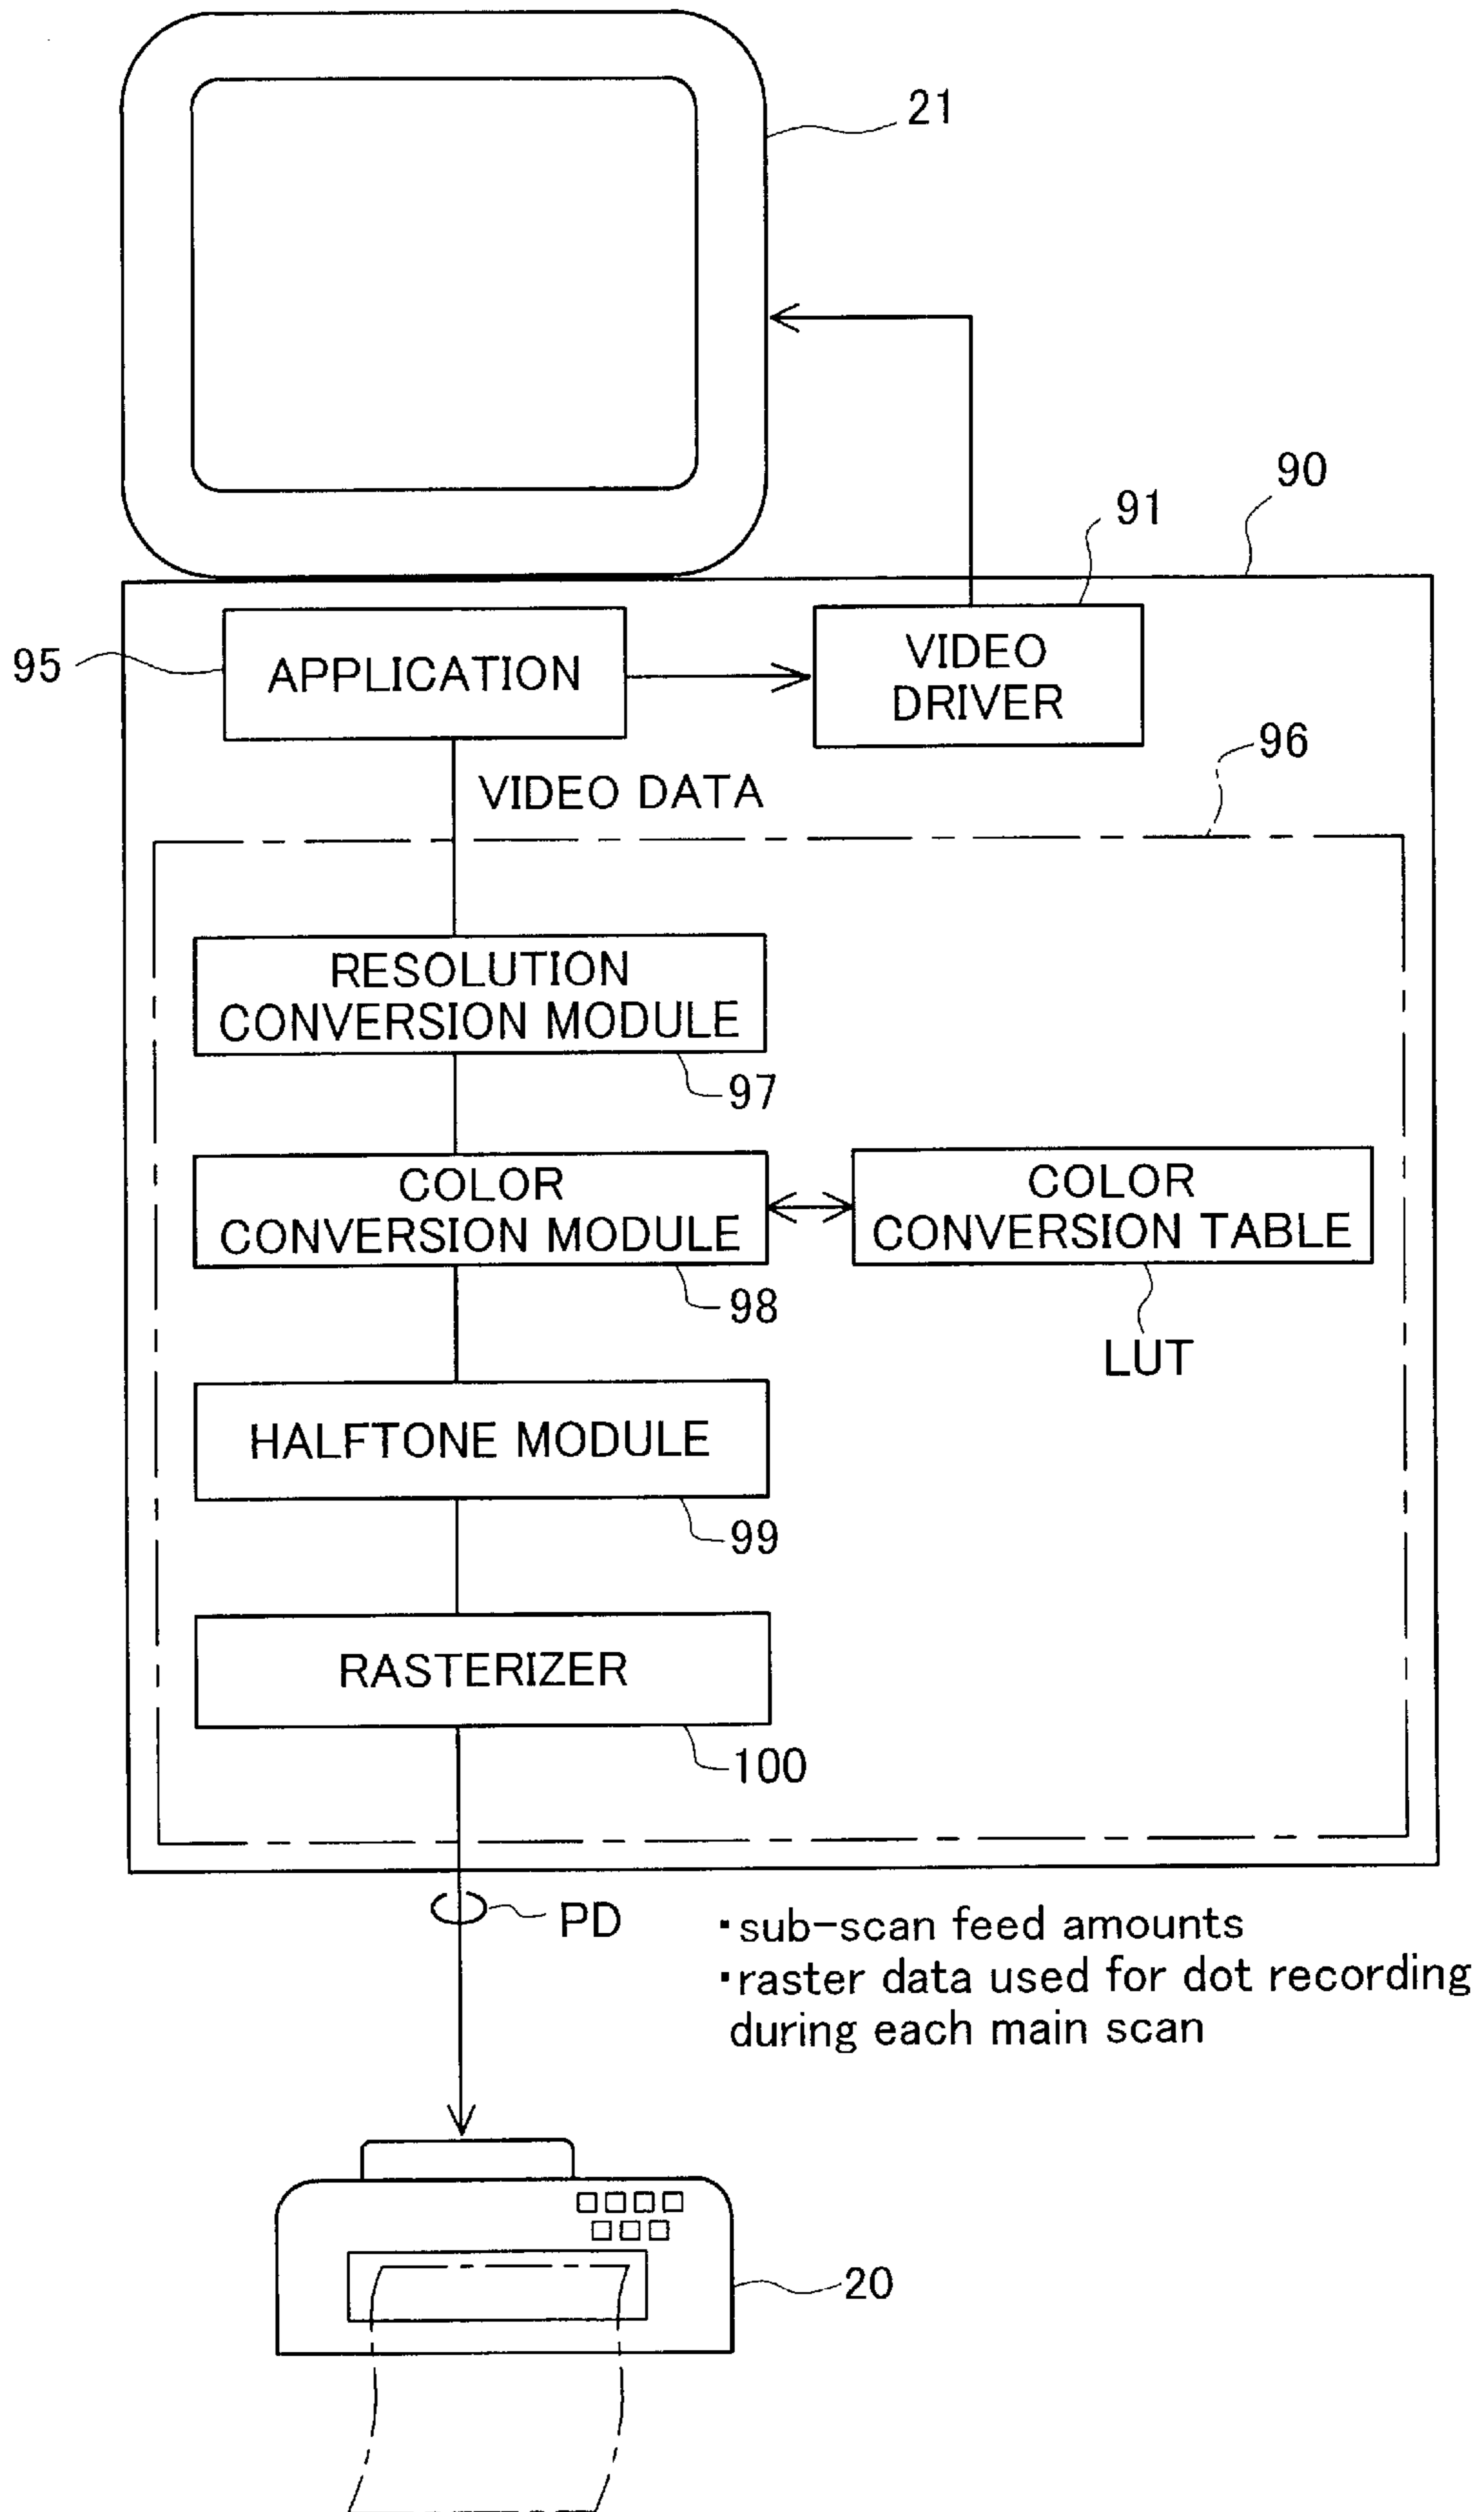 21
90
91
95
APPLICATION
VIDEO
DRIVER
96
VIDEO DATA
RESOLUTION
CONVERSION MODULE
97
COLOR
CONVERSION MODULE
COLOR
CONVERSION TABLE
98
LUT
HALFTONE MODULE
99
RASTERIZER
100
PD
・sub-scan feed amounts
・raster data used for dot recording
during each main scan
20